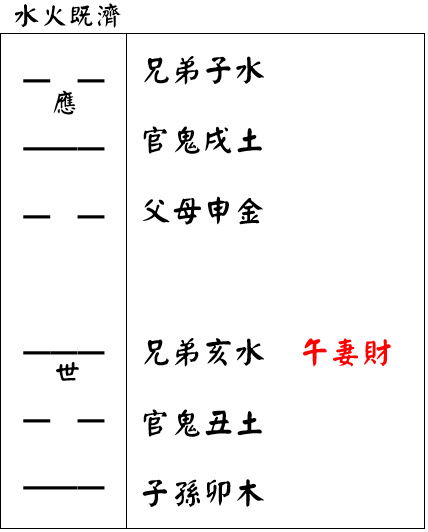 水火既濟
兄弟子水
應
官鬼戌土
父母申金
兄弟亥水 午妻財
世
官鬼丑土
子孫卯木